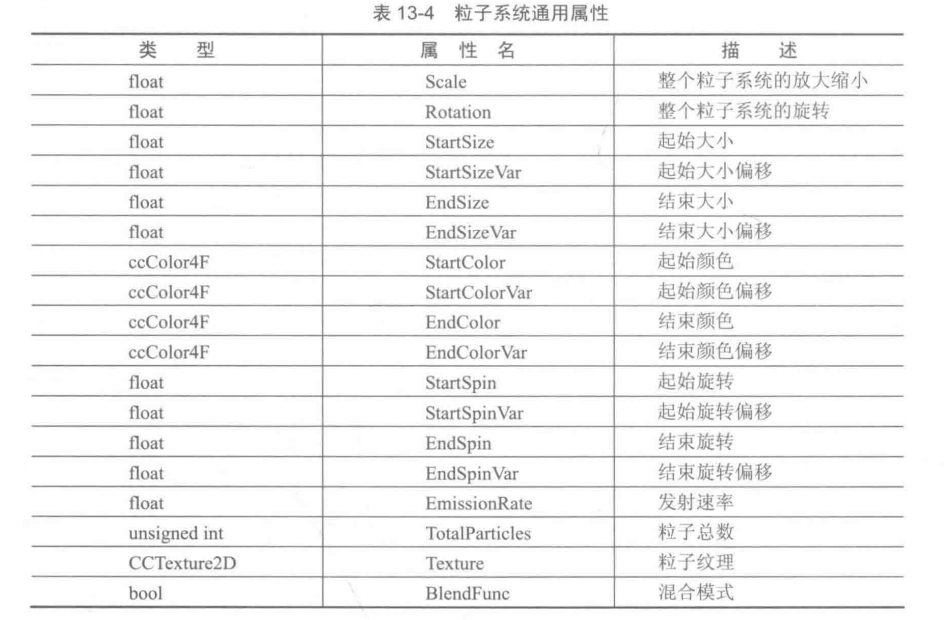 表 13-4 粒子系统通用属性
类 型 属 性 名 描 述
float Scale 整个粒子系统的放大缩小
float Rotation 整个粒子系统的旋转
float StartSize 起始大小
float StartSizeVar 起始大小偏移
float EndSize 结束大小
float EndSizeVar 结束大小偏移
ccColor4F StartColor 起始颜色
ccColor4F StartColorVar 起始颜色偏移
ccColor4F EndColor 结束颜色
ccColor4F EndColorVar 结束颜色偏移
float StartSpin 起始旋转
float StartSpinVar 起始旋转偏移
float EndSpin 结束旋转
float EndSpinVar 结束旋转偏移
float EmissionRate 发射速率
unsigned int TotalParticles 粒子总数
CCTexture2D Texture 粒子纹理
bool BlendFunc 混合模式